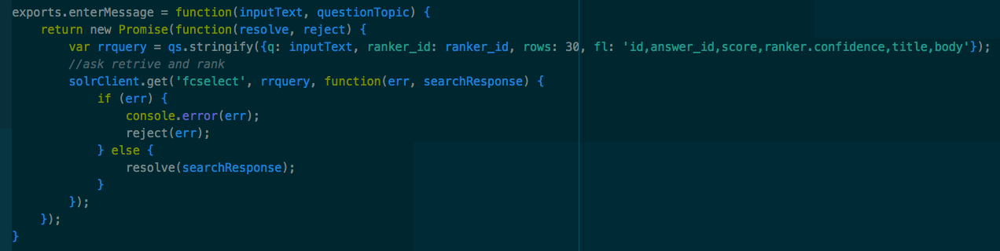 exports.enterMessage = function(inputText, questionTopic) {
    return new Promise(function(resolve, reject) {
        var rrquery = qs.stringify({q: inputText, ranker_id: ranker_id, rows: 30, fl: 'id,answer_id,score,ranker.confidence,title,body'});
        //ask retrive and rank
        solrClient.get('fcselect', rrquery, function(err, searchResponse) {
            if (err) {
                console.error(err);
                reject(err);
            } else {
                resolve(searchResponse);
            }
        });
    });
}